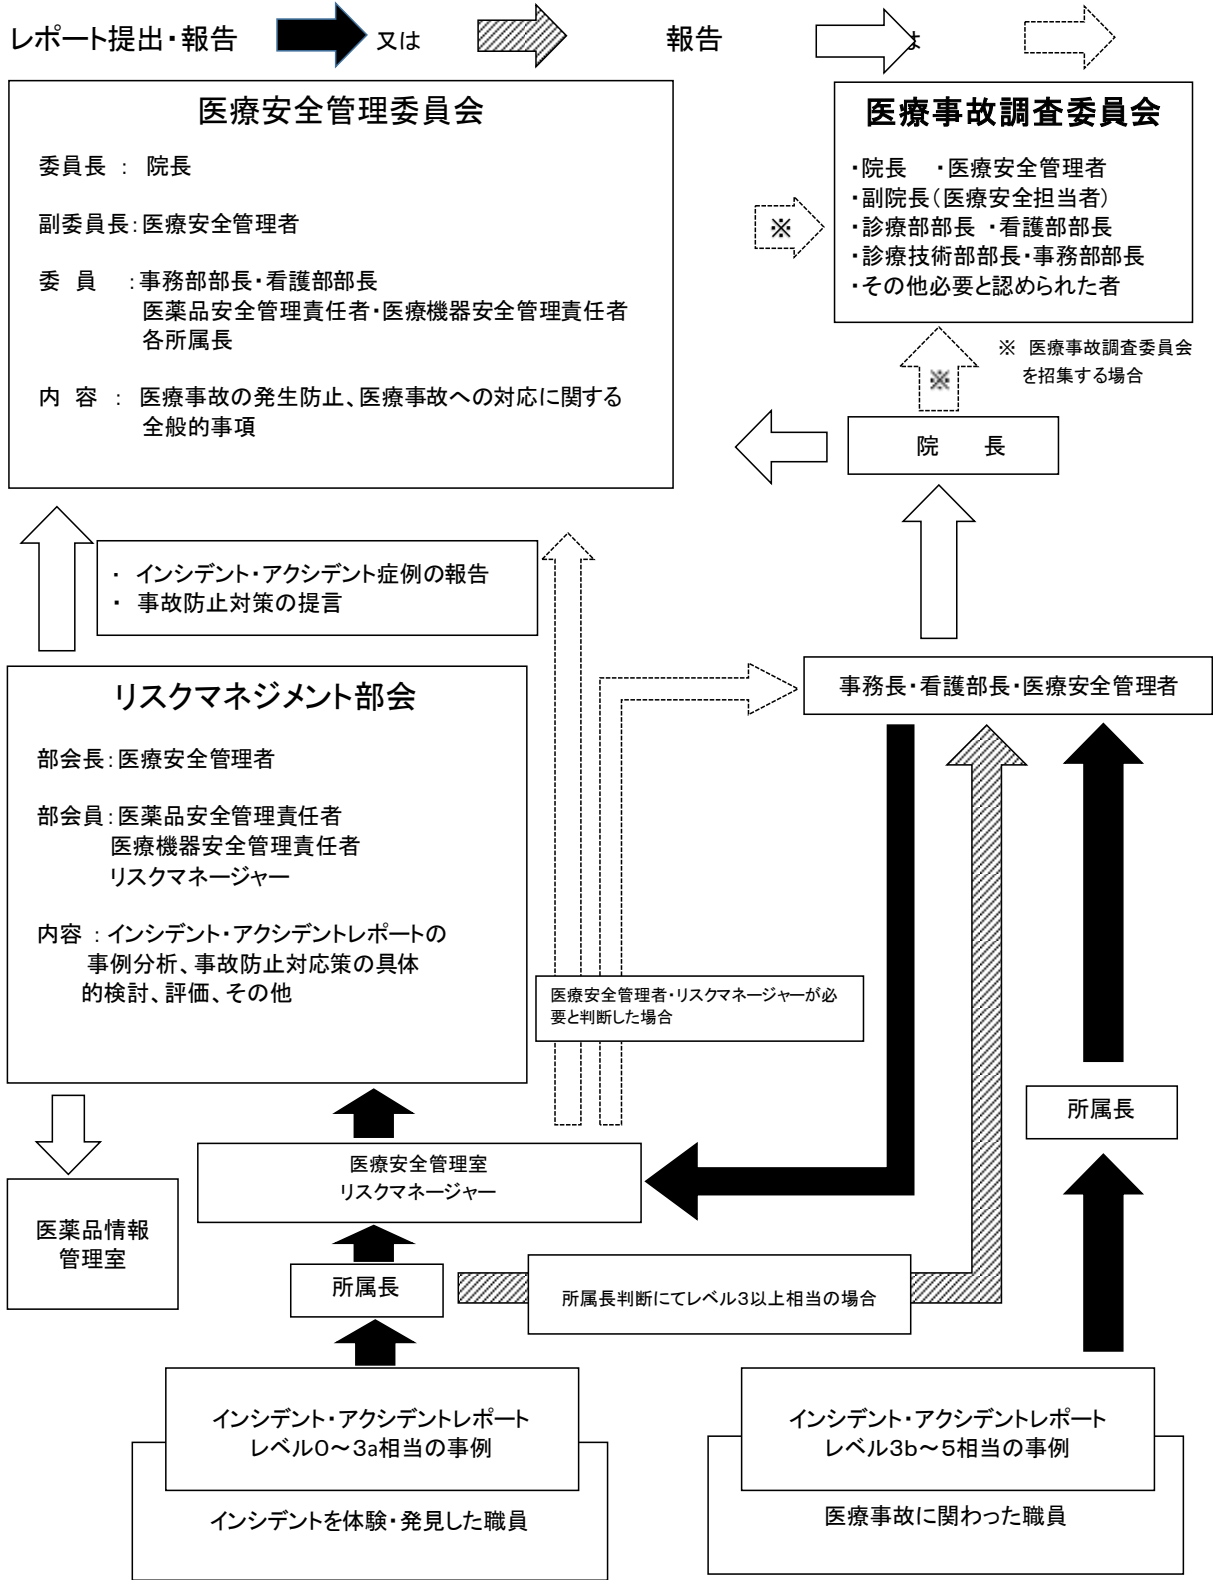 レポート提出・報告 又は 報告 は
医療安全管理委員会
委員長 : 院長
副委員長:医療安全管理者
委 員 :事務部部長・看護部部長
医薬品安全管理責任者・医療機器安全管理責任者
各所属長
内 容 : 医療事故の発生防止、医療事故への対応に関する
全般的事項
医療事故調査委員会
・院長 ・医療安全管理者
・副院長(医療安全担当者)
・診療部部長 ・看護部部長
・診療技術部部長・事務部部長
・その他必要と認められた者
※
※
※ 医療事故調査委員会
を招集する場合
院 長
・ インシデント・アクシデント症例の報告
・ 事故防止対策の提言
事務長・看護部長・医療安全管理者
リスクマネジメント部会
部会長:医療安全管理者
部会員:医薬品安全管理責任者
医療機器安全管理責任者
リスクマネージャー
内容 :インシデント・アクシデントレポートの
事例分析、事故防止対応策の具体
的検討、評価、その他
医療安全管理者・リスクマネージャーが必
要と判断した場合
所属長
医療安全管理室
リスクマネージャー
医薬品情報
管理室
所属長
所属長判断にてレベル3以上相当の場合
インシデント・アクシデントレポート
レベル0~3a相当の事例
インシデントを体験・発見した職員
インシデント・アクシデントレポート
レベル3b~5相当の事例
医療事故に関わった職員